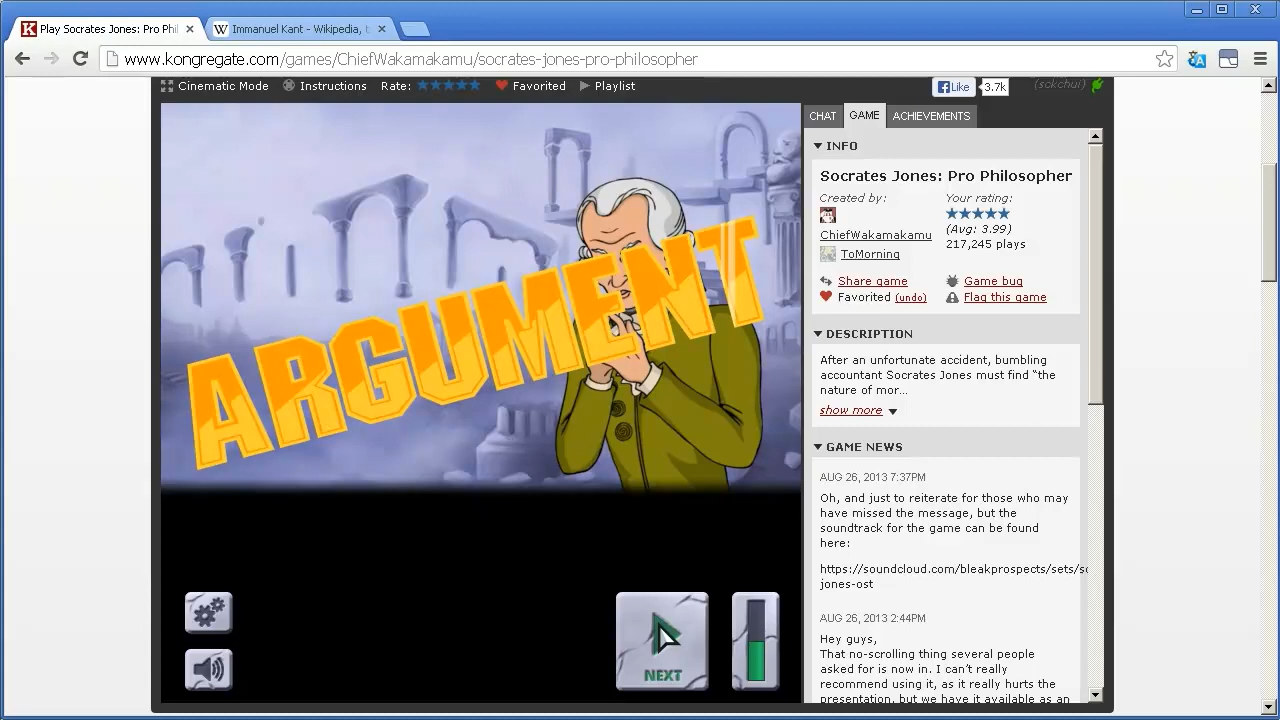 Play Socrates Jones: Pro Phil
Immanuel Kant - Wikipedia, t
www.kongregate.com/games/ChiefWakamakamu/socrates-jones-pro-philosopher
Cinematic Mode Instructions Rate: Favorited Playlist
Like 3.7k (sckchui)
ARGUMENT
NEXT
CHAT GAME ACHIEVEMENTS
INFO
Socrates Jones: Pro Philosopher
Created by:
ChiefWakamakamu
ToMorning
Your rating:
(Avg: 3.99)
217,245 plays
Share game Game bug
Favorited (undo) Flag this game
DESCRIPTION
After an unfortunate accident, bumbling
accountant Socrates Jones must find “the
nature of mor...
show more
GAME NEWS
AUG 26, 2013 7:37PM
Oh, and just to reiterate for those who may
have missed the message, but the
soundtrack for the game can be found
here:
https://soundcloud.com/bleakprospects/sets/so
jones-ost
AUG 26, 2013 2:44PM
Hey guys,
That no-scrolling thing several people
asked for is now in. I can't really
recommend using it, as it really hurts the
presentation, but we have it available as an